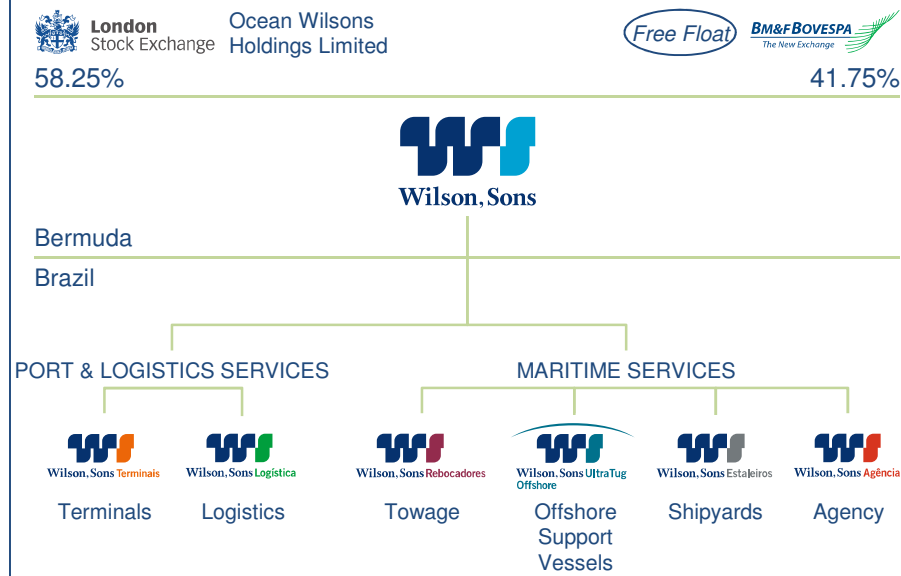 London
Stock Exchange
Ocean Wilsons
Holdings Limited
Free Float
BM&FBOVESPA
The New Exchange
58.25%
41.75%
Wilson, Sons
Bermuda
Brazil
PORT & LOGISTICS SERVICES
MARITIME SERVICES
Wilson, Sons Terminais
Wilson, Sons Logística
Wilson, Sons Rebocadores
Wilson, Sons UltraTug
Offshore
Wilson, Sons Estaleiros
Wilson, Sons Agência
Terminals
Logistics
Towage
Offshore
Support
Vessels
Shipyards
Agency